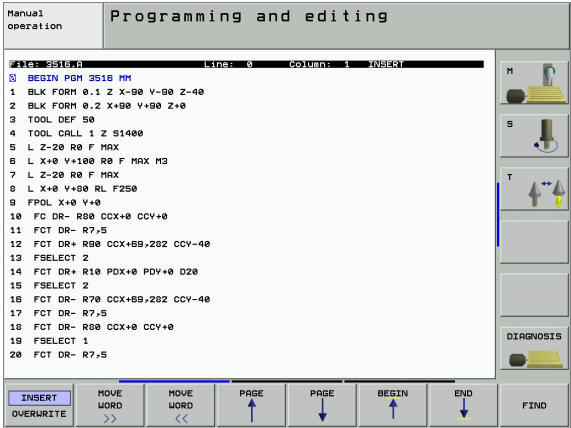 Manual
operation
Programming and editing
File: 3516.A Line: 0 Column: 1 INSERT
0 BEGIN PGM 3516 MM
1 BLK FORM 0.1 Z X-90 Y-90 Z-40
2 BLK FORM 0.2 X+90 Y+90 Z+0
3 TOOL DEF 50
4 TOOL CALL 1 Z S1400
5 L Z-20 R0 F MAX
6 L X+0 Y+100 R0 F MAX M3
7 L Z-20 R0 F MAX
8 L X+0 Y+80 RL F250
9 FPOL X+0 Y+0
10 FC DR- R80 CCX+0 CCY+0
11 FCT DR- R7,5
12 FCT DR+ R90 CCX+69,282 CCY-40
13 FSELECT 2
14 FCT DR+ R10 PDX+0 PDY+0 D20
15 FSELECT 2
16 FCT DR- R70 CCX+69,282 CCY-40
17 FCT DR- R7,5
18 FCT DR- R80 CCX+0 CCY+0
19 FSELECT 1
20 FCT DR- R7,5
M
S
T
DIAGNOSIS
INSERT
OVERWRITE
MOVE
WORD
>>
MOVE
WORD
<<
PAGE
PAGE
BEGIN
END
FIND